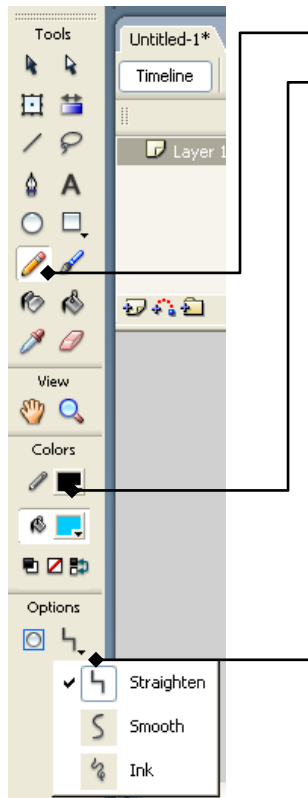 Tools
Untitled-1*
Timeline
Layer 1
A
View
Colors
Options
Straighten
Smooth
Ink